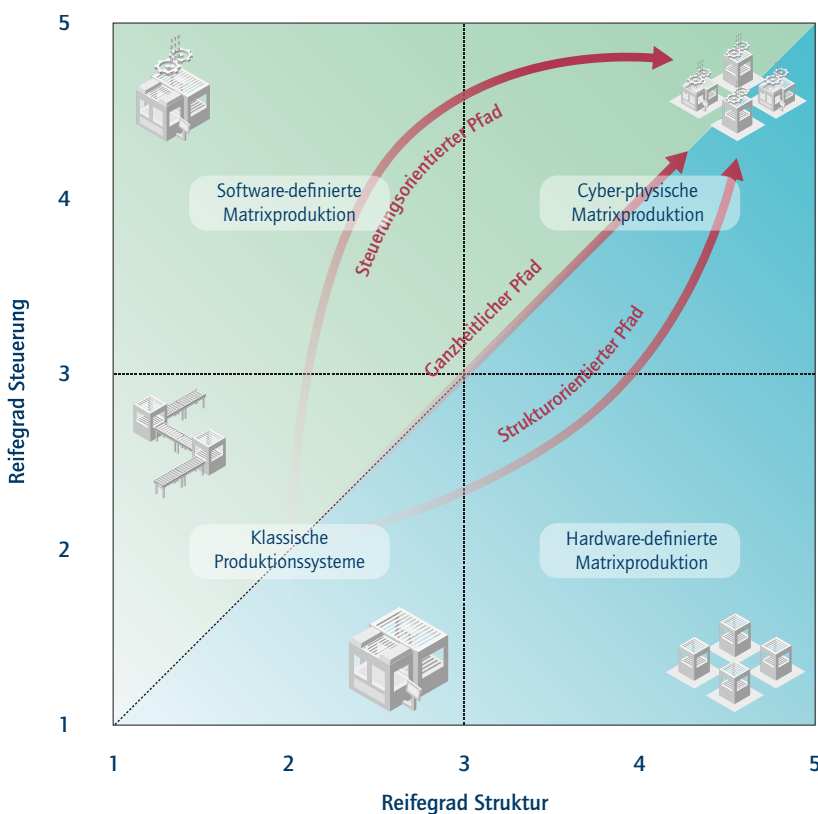 5
4
3
2
1
Reifegrad Steuerung
Software-definierte
Matrixproduktion
Steuerungsorientierter Pfad
Cyber-physische
Matrixproduktion
Ganzheitlicher Pfad
Strukturorientierter Pfad
Klassische
Produktionssysteme
Hardware-definierte
Matrixproduktion
1
2
3
4
5
Reifegrad Struktur